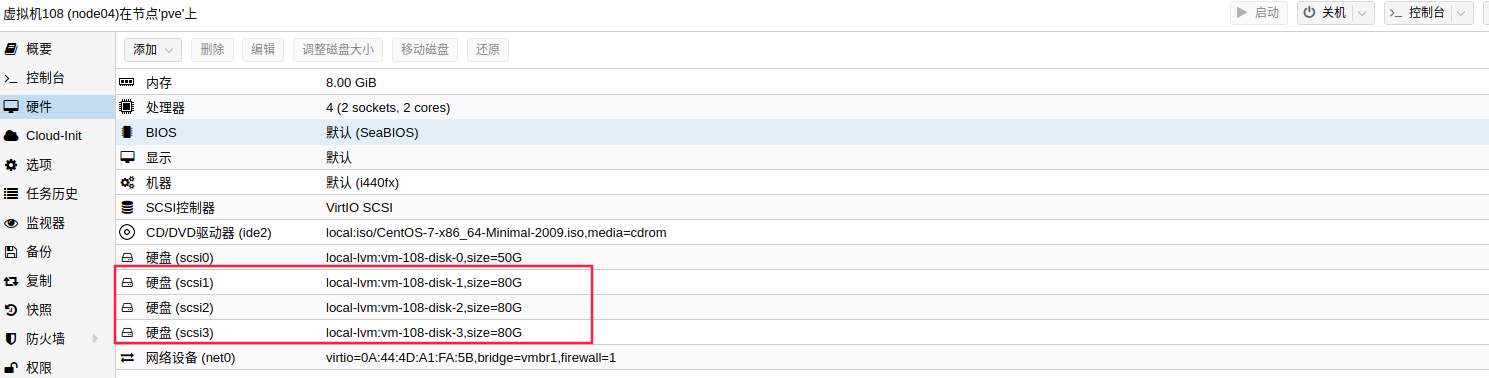 虚拟机108 (node04)在节点'pve'上
启动
关机
控制台
概要
控制台
硬件
Cloud-Init
选项
任务历史
监视器
备份
复制
快照
防火墙
权限
添加 删除 编辑 调整磁盘大小 移动磁盘 还原
内存 8.00 GiB
处理器 4 (2 sockets, 2 cores)
BIOS 默认 (SeaBIOS)
显示 默认
机器 默认 (i440fx)
SCSI控制器 VirtIO SCSI
CD/DVD驱动器 (ide2) local:iso/CentOS-7-x86_64-Minimal-2009.iso,media=cdrom
硬盘 (scsi0) local-lvm:vm-108-disk-0,size=50G
硬盘 (scsi1) local-lvm:vm-108-disk-1,size=80G
硬盘 (scsi2) local-lvm:vm-108-disk-2,size=80G
硬盘 (scsi3) local-lvm:vm-108-disk-3,size=80G
网络设备 (net0) virtio=0A:44:4D:A1:FA:5B,bridge=vmbr1,firewall=1